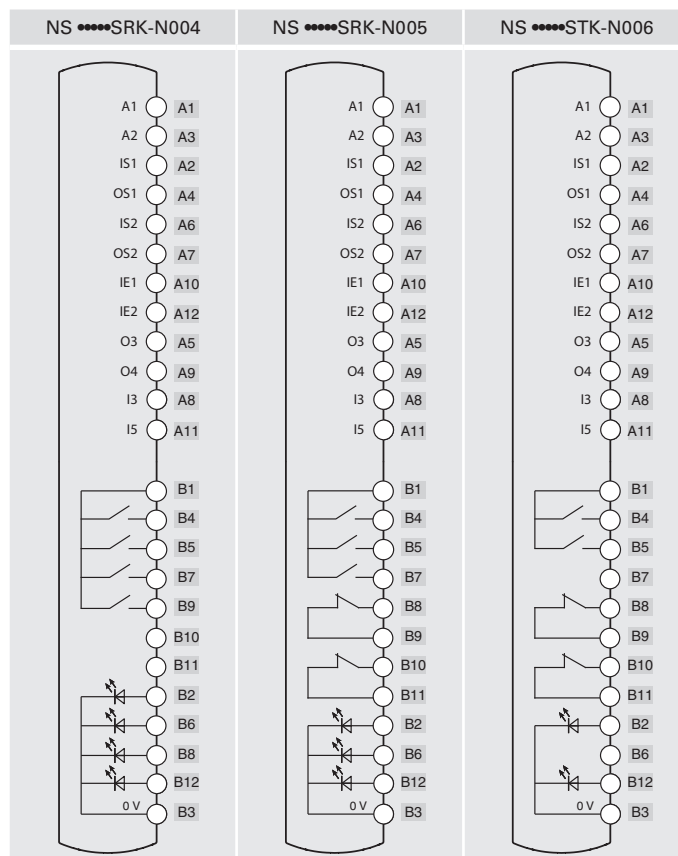 NS •••••SRK-N004
NS •••••SRK-N005
NS •••••STK-N006
A1 A1
A2 A3
IS1 A2
OS1 A4
IS2 A6
OS2 A7
IE1 A10
IE2 A12
O3 A5
O4 A9
I3 A8
I5 A11
B1
B4
B5
B7
B9
B10
B11
B2
B6
B8
B12
0 V B3
A1 A1
A2 A3
IS1 A2
OS1 A4
IS2 A6
OS2 A7
IE1 A10
IE2 A12
O3 A5
O4 A9
I3 A8
I5 A11
B1
B4
B5
B7
B8
B9
B10
B11
B2
B6
B12
0 V B3
A1 A1
A2 A3
IS1 A2
OS1 A4
IS2 A6
OS2 A7
IE1 A10
IE2 A12
O3 A5
O4 A9
I3 A8
I5 A11
B1
B4
B5
B7
B8
B9
B10
B11
B2
B6
B12
0 V B3